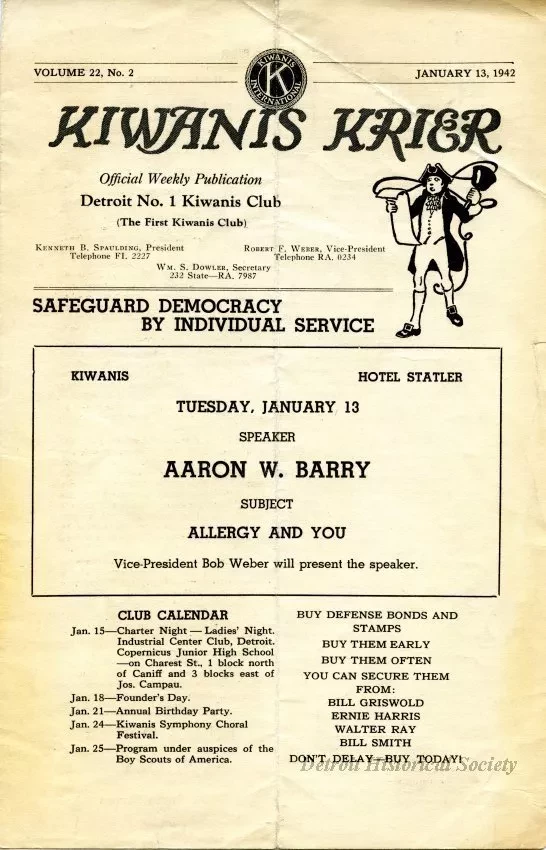 KIWANIS
K
INTERNATIONAL
VOLUME 22, No. 2
JANUARY 13, 1942
KIWANIS KRIER
Official Weekly Publication
Detroit No. 1 Kiwanis Club
(The First Kiwanis Club)
KENNETH B. SPAULDING, President
Telephone FI. 2227
ROBERT F. WEBER, Vice-President
Telephone RA. 0234
WM. S. DOWLER, Secretary
232 State—RA. 7987
SAFEGUARD DEMOCRACY
BY INDIVIDUAL SERVICE
KIWANIS
HOTEL STATLER
TUESDAY, JANUARY 13
SPEAKER
AARON W. BARRY
SUBJECT
ALLERGY AND YOU
Vice-President Bob Weber will present the speaker.
CLUB CALENDAR
Jan. 15—Charter Night — Ladies' Night.
Industrial Center Club, Detroit.
Copernicus Junior High School
—on Charest St., 1 block north
of Caniff and 3 blocks east of
Jos. Campau.
Jan. 18—Founder's Day.
Jan. 21—Annual Birthday Party.
Jan. 24—Kiwanis Symphony Choral
Festival.
Jan. 25—Program under auspices of the
Boy Scouts of America.
BUY DEFENSE BONDS AND
STAMPS
BUY THEM EARLY
BUY THEM OFTEN
YOU CAN SECURE THEM
FROM:
BILL GRISWOLD
ERNIE HARRIS
WALTER RAY
BILL SMITH
DON'T DELAY—BUY TODAY!
Detroit Historical Society